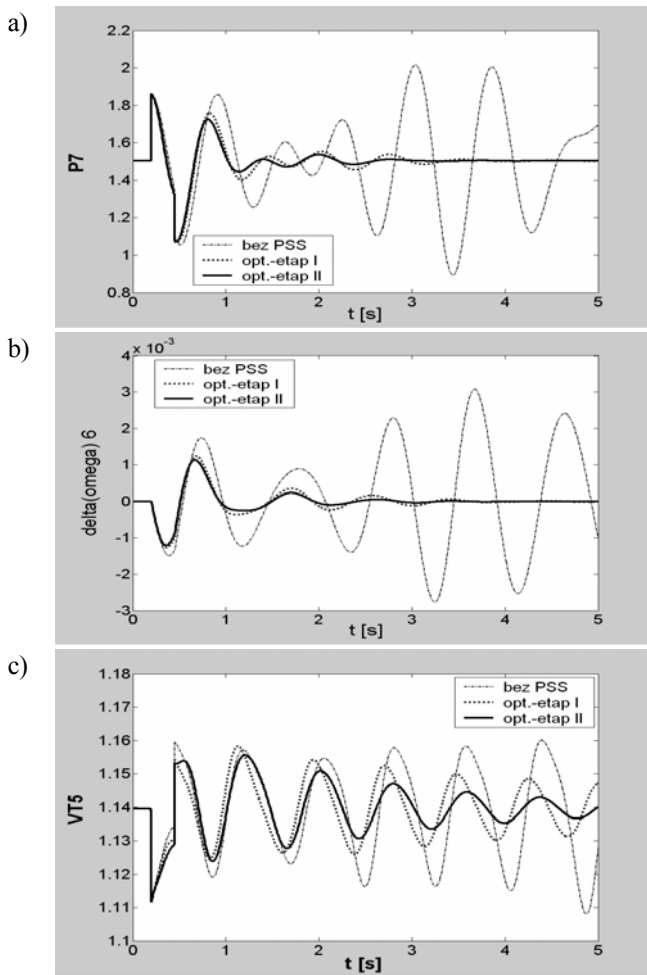 a)
2.2
2
1.8
1.6
1.4
1.2
1
0.8
P7
bez PSS
opt.-etap I
opt.-etap II
0 1 2 3 4 5
t [s]
b)
× 10⁻³
4
3
2
1
0
-1
-2
-3
delta(omega) 6
bez PSS
opt.-etap I
opt.-etap II
0 1 2 3 4 5
t [s]
c)
1.18
1.17
1.16
1.15
1.14
1.13
1.12
1.11
1.1
VT5
bez PSS
opt.-etap I
opt.-etap II
0 1 2 3 4 5
t [s]